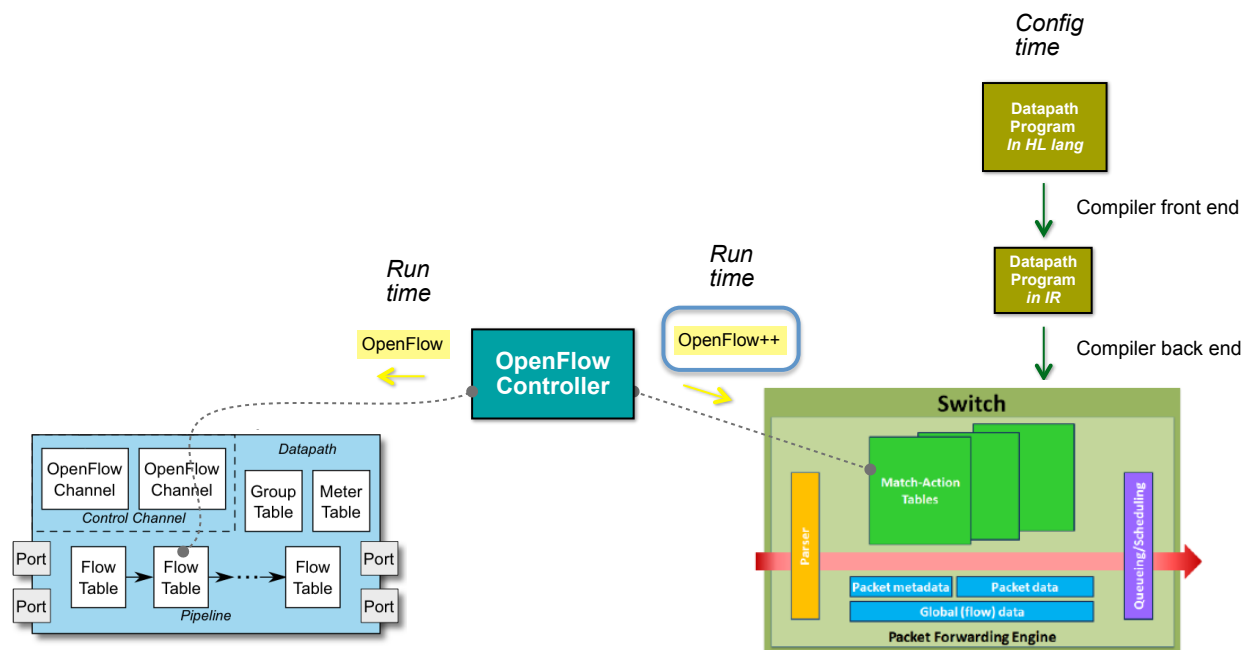 Config
time
Datapath
Program
In HL lang
Compiler front end
Datapath
Program
in IR
Compiler back end
Run
time
OpenFlow
OpenFlow
Controller
Run
time
OpenFlow++
OpenFlow
Channel
OpenFlow
Channel
Control Channel
Datapath
Group
Table
Meter
Table
Port
Port
Flow
Table
Flow
Table
Flow
Table
Pipeline
Port
Port
Switch
Parser
Match-Action
Tables
Packet metadata
Packet data
Global (flow) data
Queueing/Scheduling
Packet Forwarding Engine